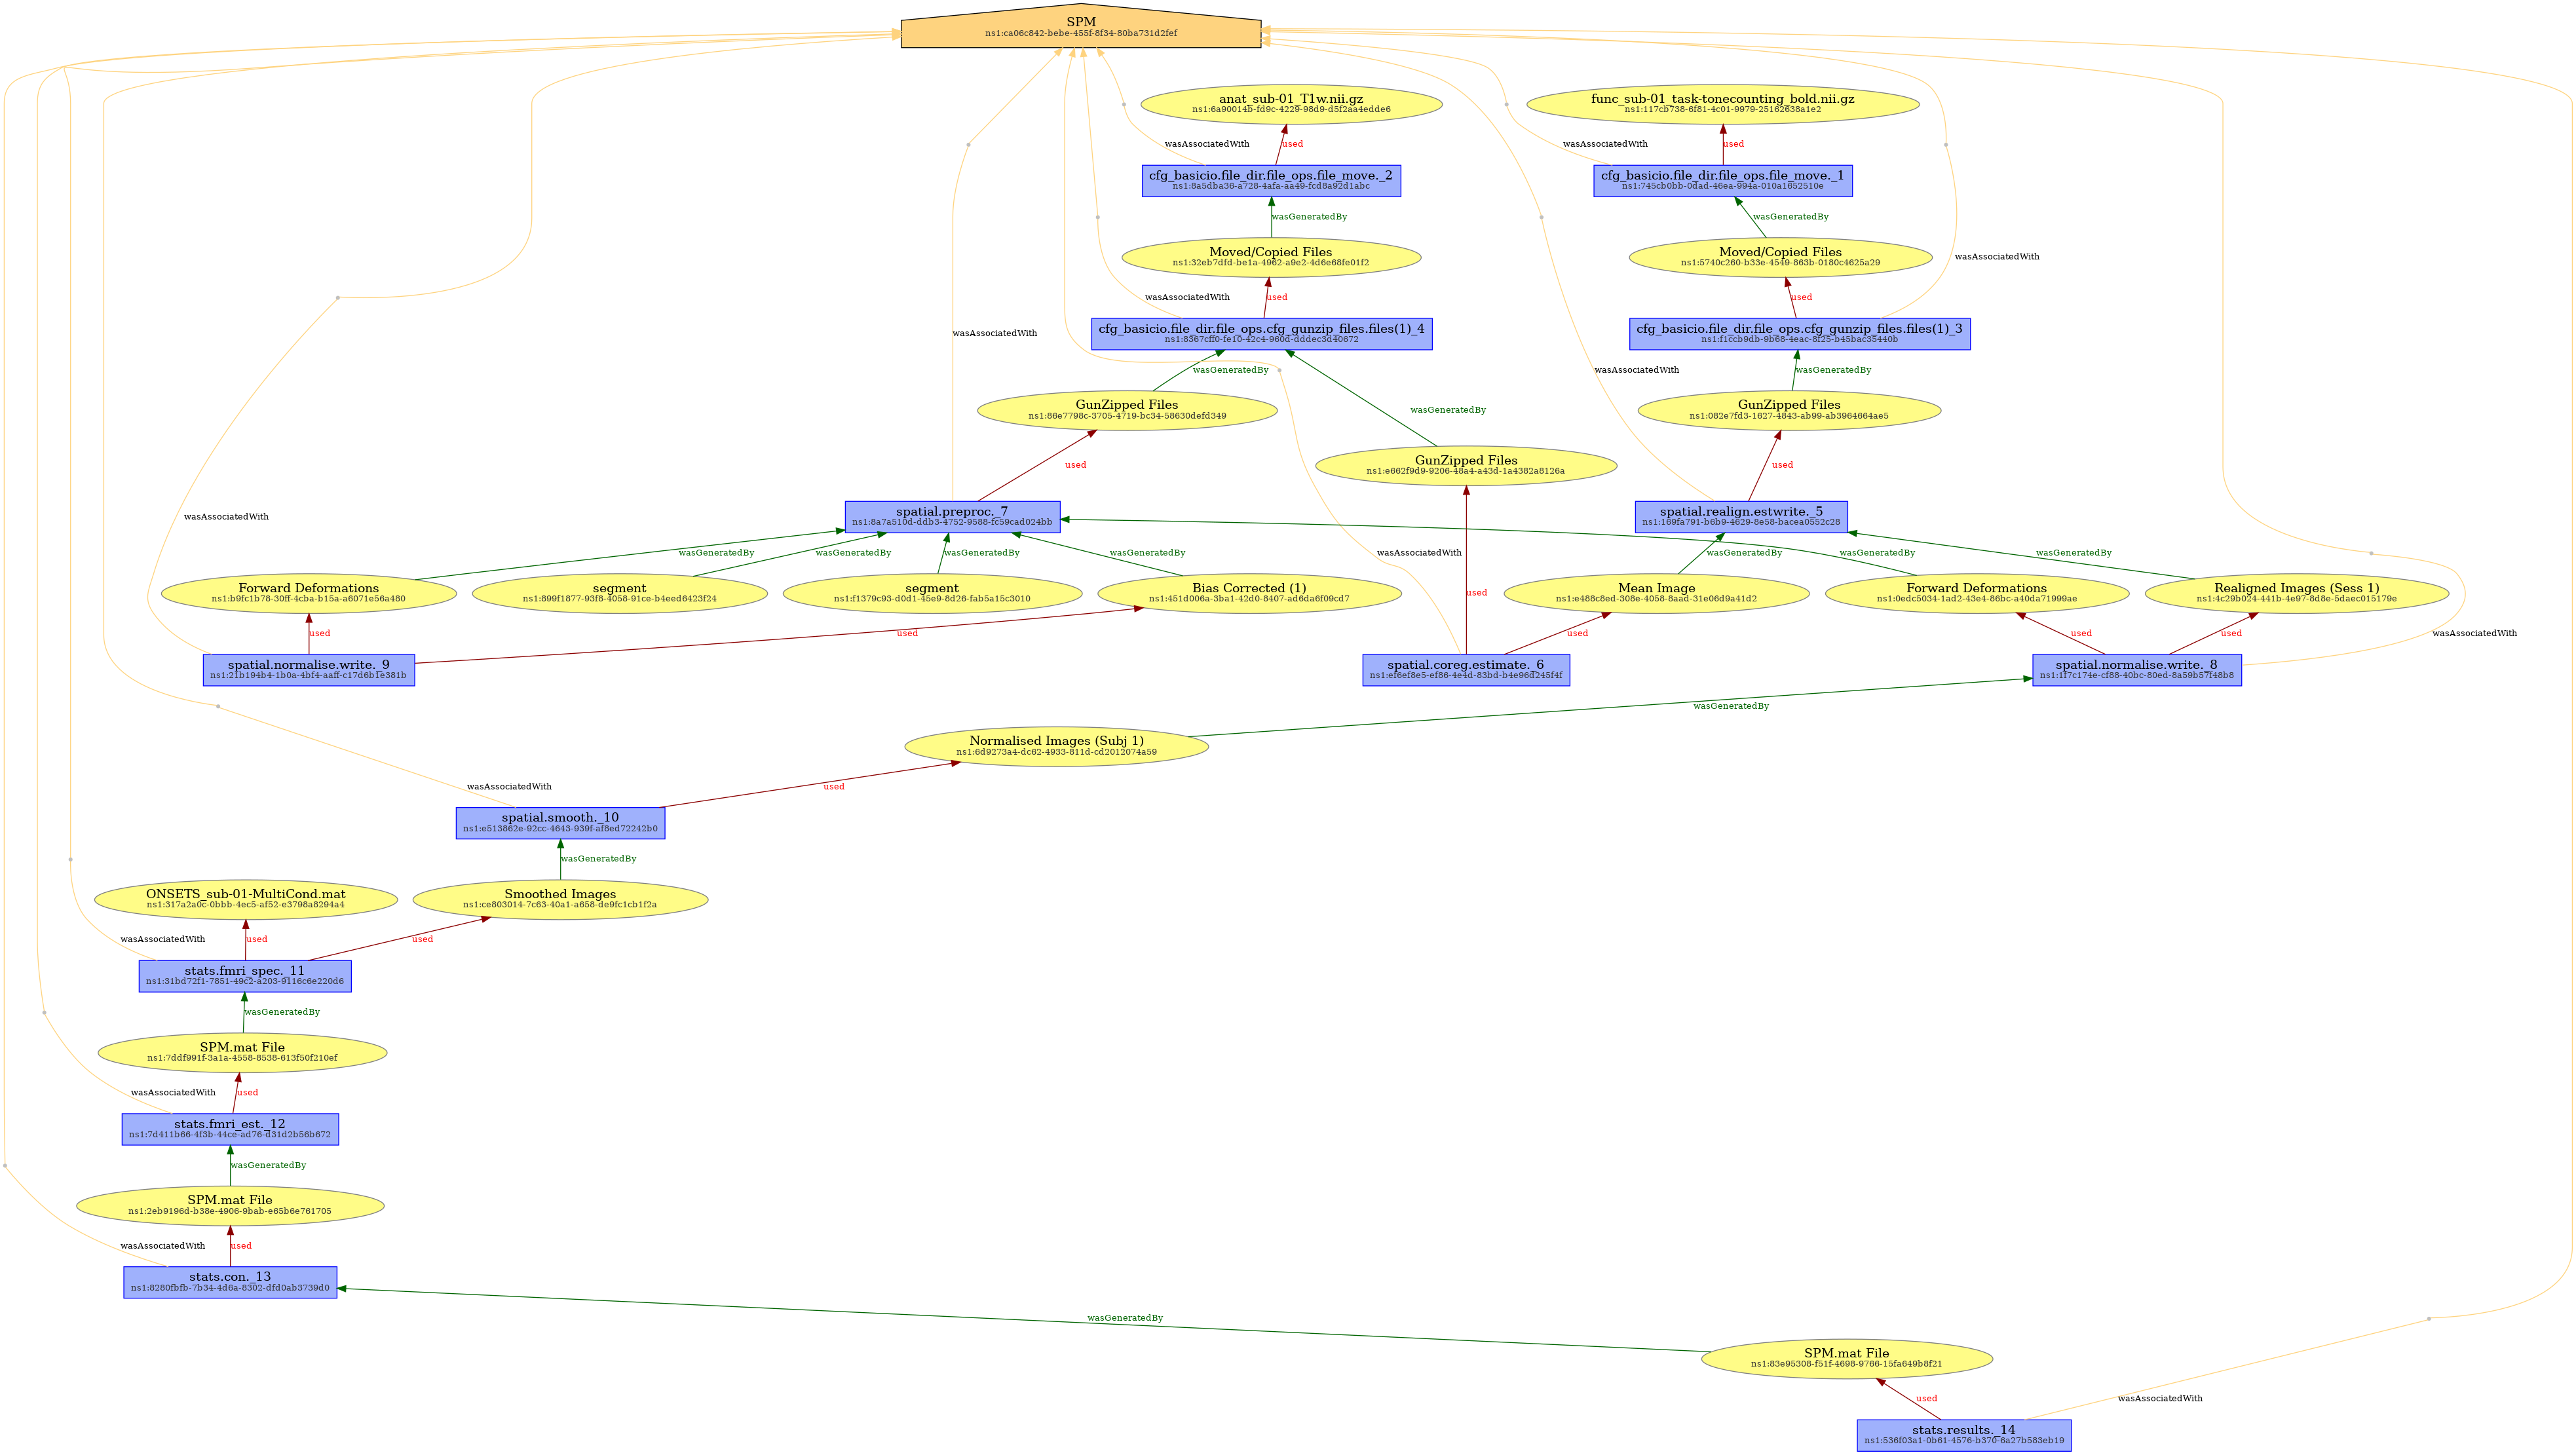 SPM
ns1:ca06c842-bebe-455f-8f34-80ba731d2fef
anat_sub-01_T1w.nii.gz
ns1:6a90014b-fd9c-4229-98d9-d5f2aa4edde6
func_sub-01_task-tonecounting_bold.nii.gz
ns1:117cb738-6f81-4c01-9979-25162638a1e2
wasAssociatedWith
used
wasAssociatedWith
used
cfg_basicio.file_dir.file_ops.file_move._2
ns1:8a5dba36-a728-4afa-aa49-fcd8a92d1abc
cfg_basicio.file_dir.file_ops.file_move._1
ns1:745cb0bb-0dad-46ea-994a-010a1652510e
wasGeneratedBy
wasGeneratedBy
Moved/Copied Files
ns1:32eb7dfd-be1a-4962-a9e2-4d6e68fe01f2
Moved/Copied Files
ns1:5740c260-b33e-4549-863b-0180c4625a29
wasAssociatedWith
wasAssociatedWith
used
used
wasAssociatedWith
cfg_basicio.file_dir.file_ops.cfg_gunzip_files.files(1)_4
ns1:8367cff0-fe10-42c4-960d-dddec3d40672
cfg_basicio.file_dir.file_ops.cfg_gunzip_files.files(1)_3
ns1:f1ccb9db-9b68-4eac-8f25-b45bac35440b
wasGeneratedBy
wasAssociatedWith
wasGeneratedBy
GunZipped Files
ns1:86e7798c-3705-4719-bc34-58630defd349
wasGeneratedBy
GunZipped Files
ns1:082e7fd3-1627-4843-ab99-ab3964664ae5
used
GunZipped Files
ns1:e662f9d9-9206-48a4-a43d-1a4382a8126a
used
wasAssociatedWith
spatial.preproc._7
ns1:8a7a510d-ddb3-4752-9588-fc59cad024bb
spatial.realign.estwrite._5
ns1:169fa791-b6b9-4629-8e58-bacea0552c28
wasGeneratedBy
wasGeneratedBy
wasGeneratedBy
wasGeneratedBy
wasAssociatedWith
wasGeneratedBy
wasGeneratedBy
wasGeneratedBy
Forward Deformations
ns1:b9fc1b78-30ff-4cba-b15a-a6071e56a480
segment
ns1:899f1877-93f8-4058-91ce-b4eed6423f24
segment
ns1:f1379c93-d0d1-45e9-8d26-fab5a15c3010
Bias Corrected (1)
ns1:451d006a-3ba1-42d0-8407-ad6da6f09cd7
Mean Image
ns1:e488c8ed-308e-4058-8aad-31e06d9a41d2
Forward Deformations
ns1:0edc5034-1ad2-43e4-86bc-a40da71999ae
Realigned Images (Sess 1)
ns1:4c29b024-441b-4e97-8d8e-5daec015179e
used
used
used
used
used
used
wasAssociatedWith
spatial.normalise.write._9
ns1:21b194b4-1b0a-4bf4-aaff-c17d6b1e381b
spatial.coreg.estimate._6
ns1:ef6ef8e5-ef86-4e4d-83bd-b4e96d245f4f
spatial.normalise.write._8
ns1:1f7c174e-cf88-40bc-80ed-8a59b57f48b8
wasGeneratedBy
Normalised Images (Subj 1)
ns1:6d9273a4-dc62-4933-811d-cd2012074a59
wasAssociatedWith
used
spatial.smooth._10
ns1:e513862e-92cc-4643-939f-af8ed72242b0
wasGeneratedBy
ONSETS_sub-01-MultiCond.mat
ns1:317a2a0c-0bbb-4ec5-af52-e3798a8294a4
Smoothed Images
ns1:ce803014-7c63-40a1-a658-de9fc1cb1f2a
wasAssociatedWith
used
used
stats.fmri_spec._11
ns1:31bd72f1-7851-49c2-a203-9116c6e220d6
wasGeneratedBy
SPM.mat File
ns1:7ddf991f-3a1a-4558-8538-613f50f210ef
wasAssociatedWith
used
stats.fmri_est._12
ns1:7d411b66-4f3b-44ce-ad76-d31d2b56b672
wasGeneratedBy
SPM.mat File
ns1:2eb9196d-b38e-4906-9bab-e65b6e761705
wasAssociatedWith
used
stats.con._13
ns1:8280fbfb-7b34-4d6a-8302-dfd0ab3739d0
wasGeneratedBy
SPM.mat File
ns1:83e95308-f51f-4698-9766-15fa649b8f21
used
wasAssociatedWith
stats.results._14
ns1:536f03a1-0b61-4576-b370-6a27b583eb19